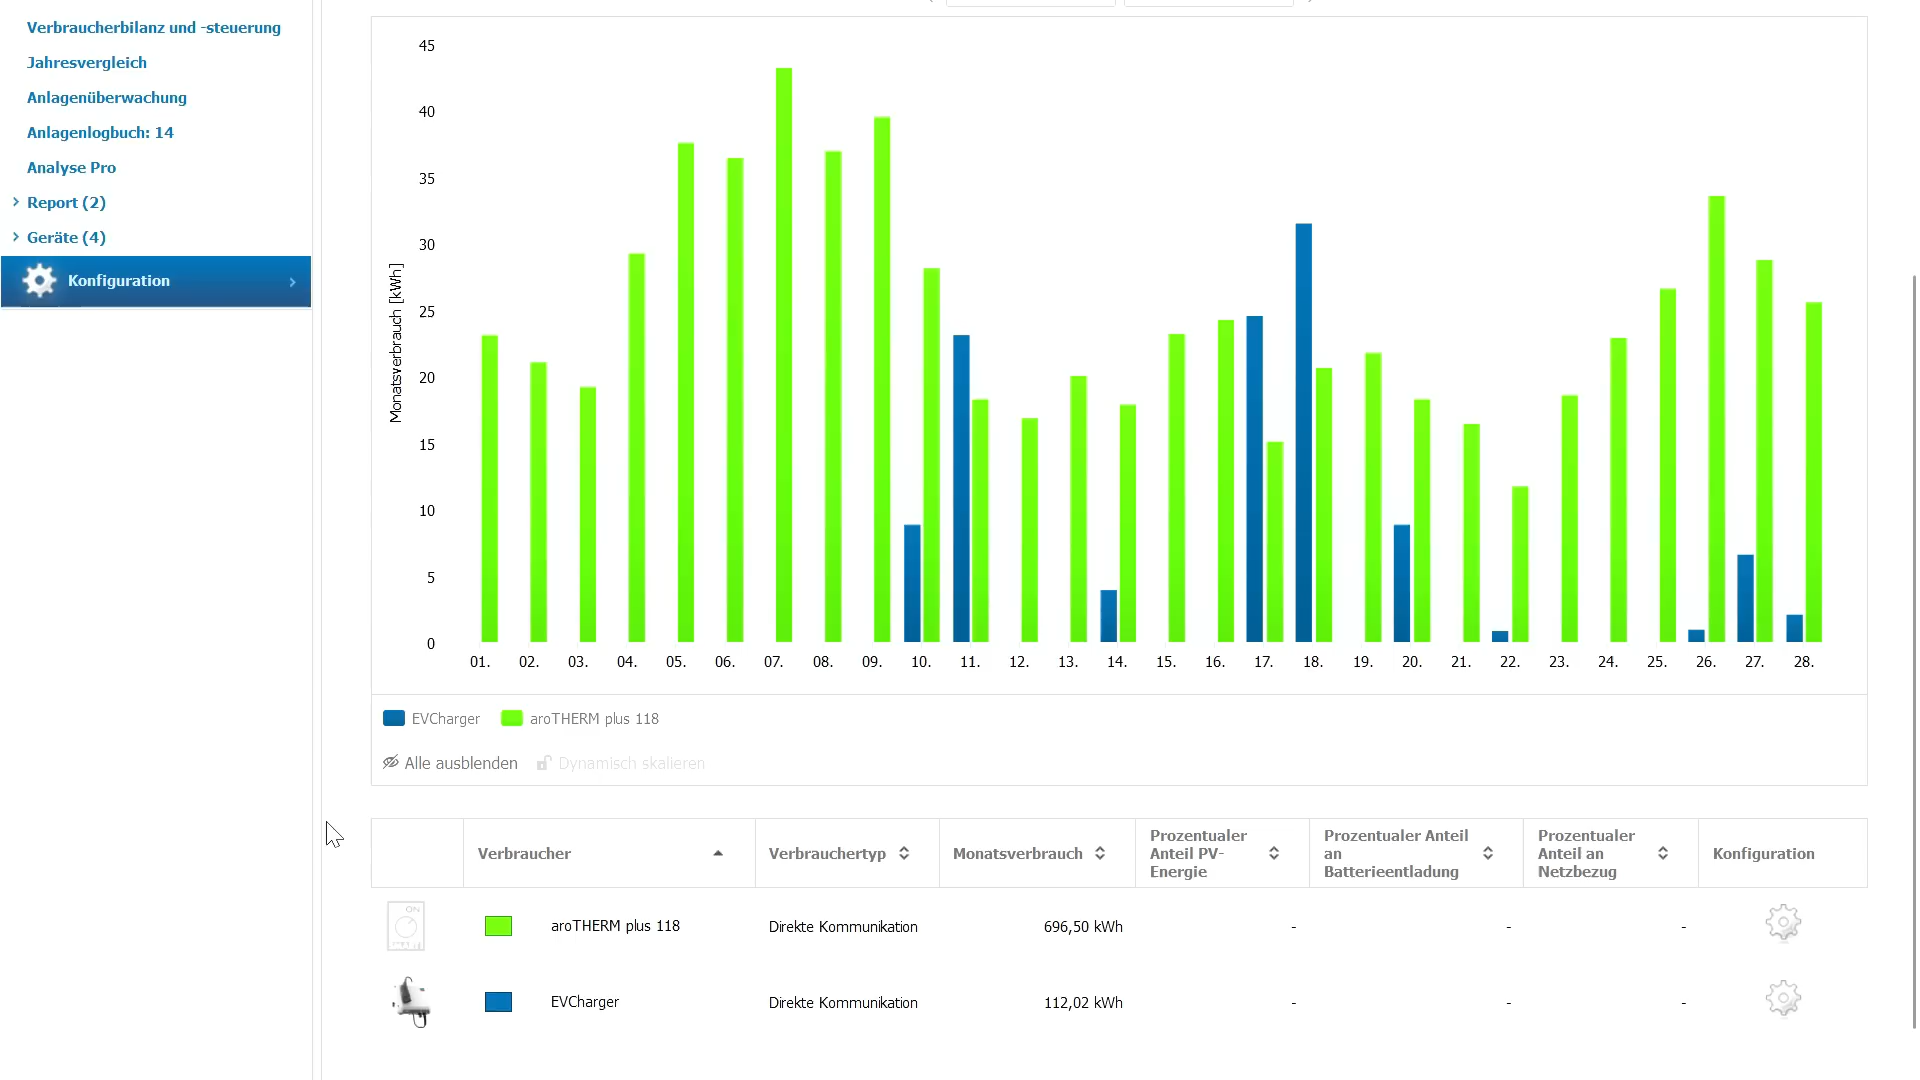 Verbraucherbilanz und -steuerung
Jahresvergleich
Anlagenüberwachung
Anlagenlogbuch: 14
Analyse Pro
Report (2)
Geräte (4)
Konfiguration
Monatsverbrauch [kWh]
45
40
35
30
25
20
15
10
5
0
01. 02. 03. 04. 05. 06. 07. 08. 09. 10. 11. 12. 13. 14. 15. 16. 17. 18. 19. 20. 21. 22. 23. 24. 25. 26. 27. 28.
EVCharger aroTHERM plus 118
Alle ausblenden Dynamisch skalieren
Verbraucher Verbrauchertyp Monatsverbrauch Prozentualer Anteil PV-Energie Prozentualer Anteil an Batterieentladung Prozentualer Anteil an Netzbezug Konfiguration
ON
aroTHERM plus 118 Direkte Kommunikation 696,50 kWh - - -
EVCharger Direkte Kommunikation 112,02 kWh - - -